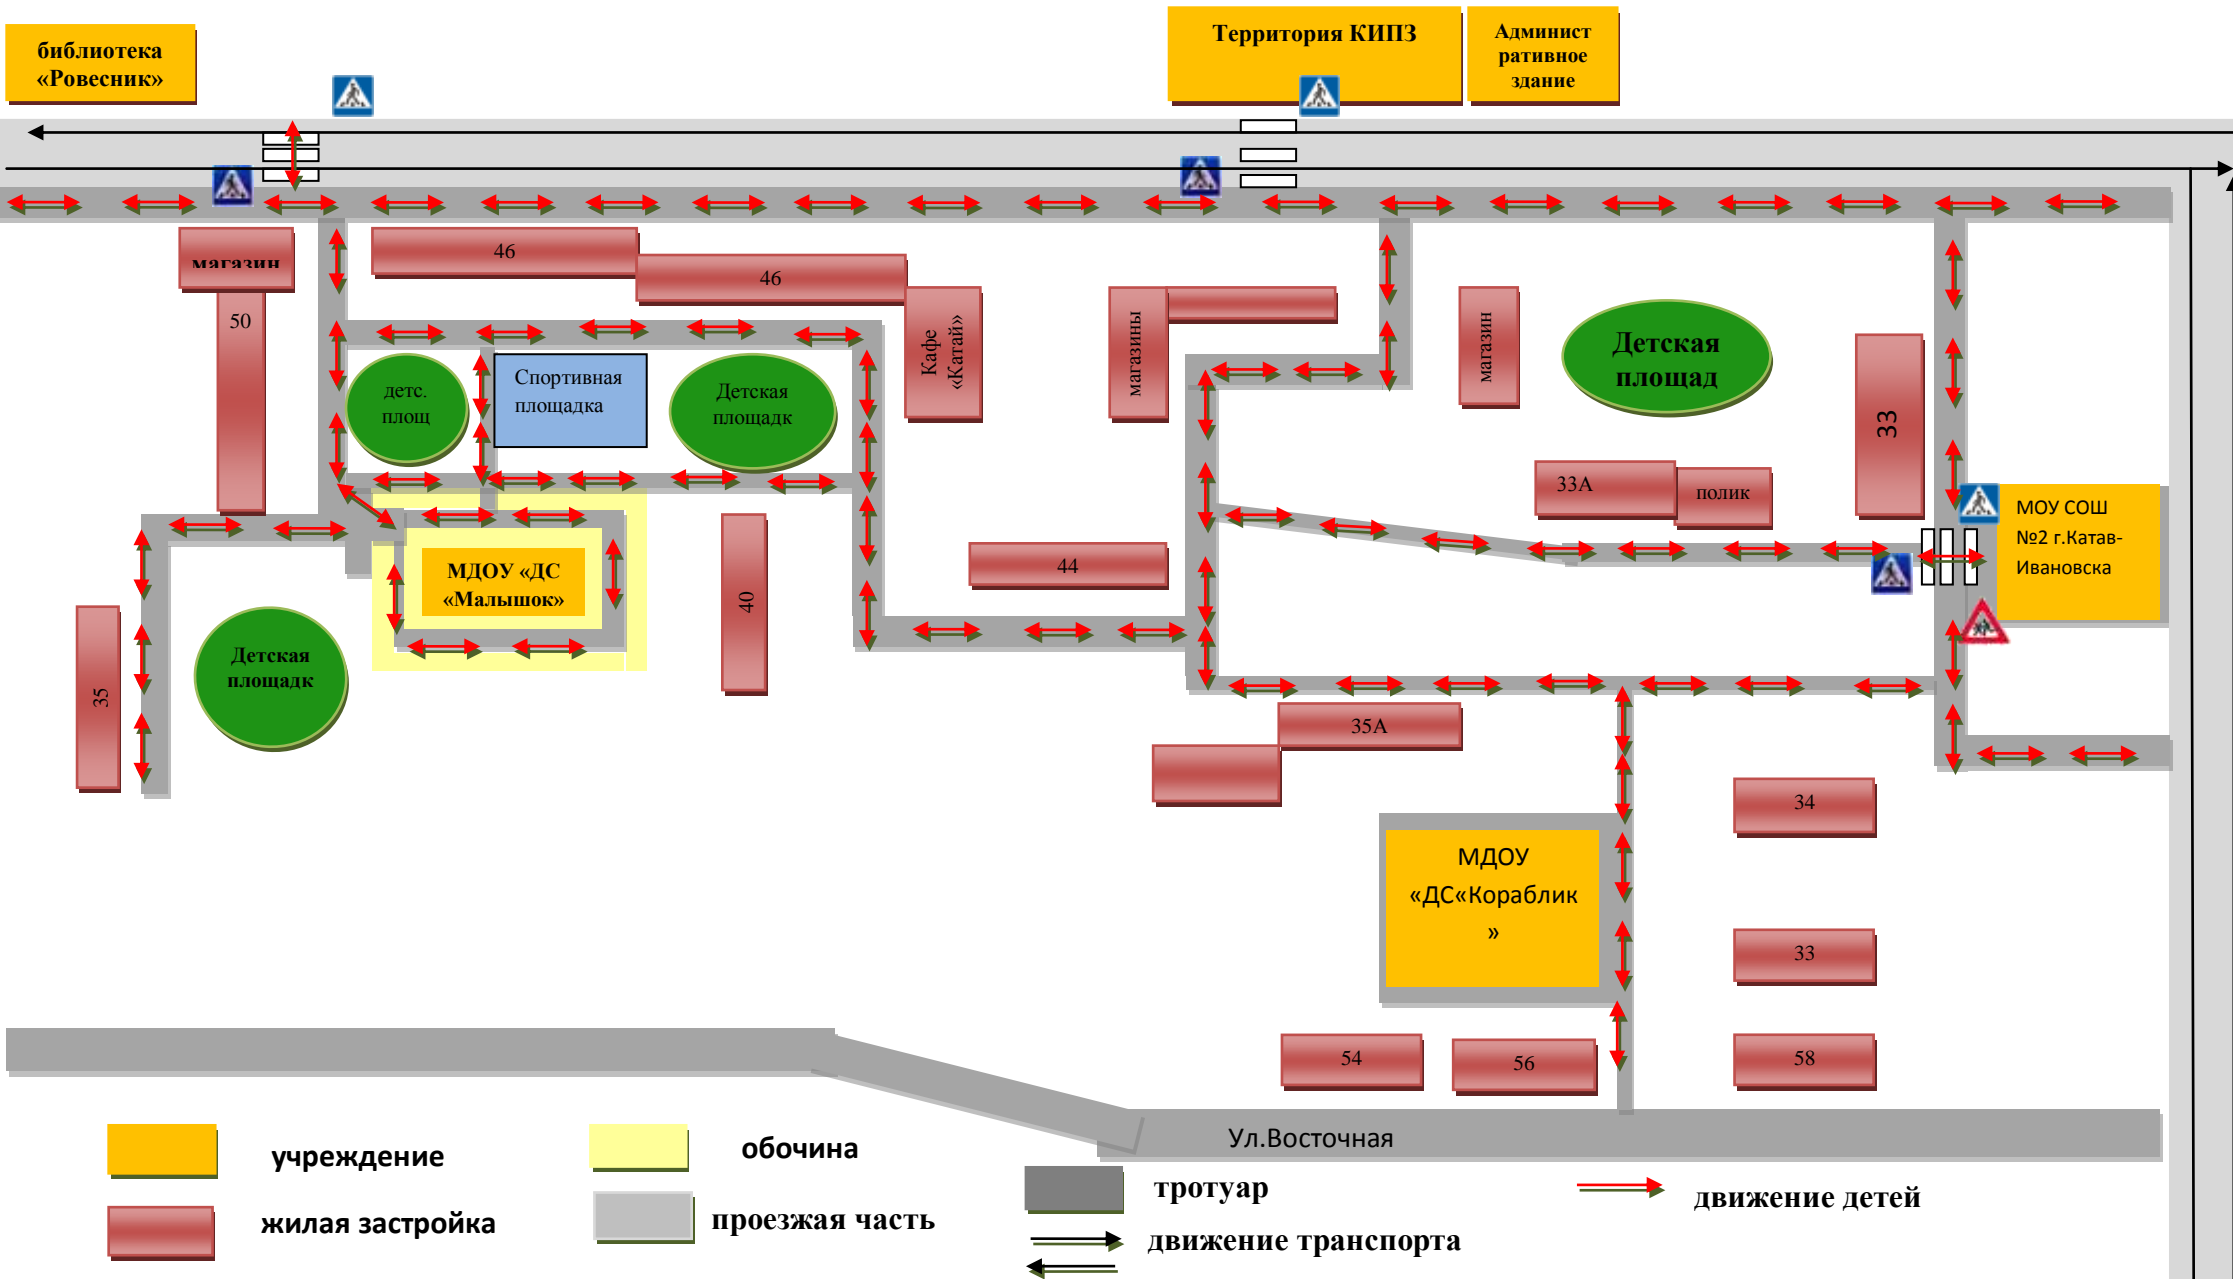 библиотека
«Ровесник»
Территория КИПЗ
Админист
ративное
здание
магазин
46
46
50
Кафе
«Катай»
магазины
магазин
Детская
площад
33
детс.
площ
Спортивная
площадка
Детская
площадк
33А
полик
МОУ СОШ
№2 г.Катав-
Ивановска
МДОУ «ДС
«Малышок»
40
44
35
Детская
площадк
35А
34
МДОУ
«ДС«Кораблик
»
33
54
56
58
Ул.Восточная
учреждение
обочина
тротуар
движение детей
жилая застройка
проезжая часть
движение транспорта